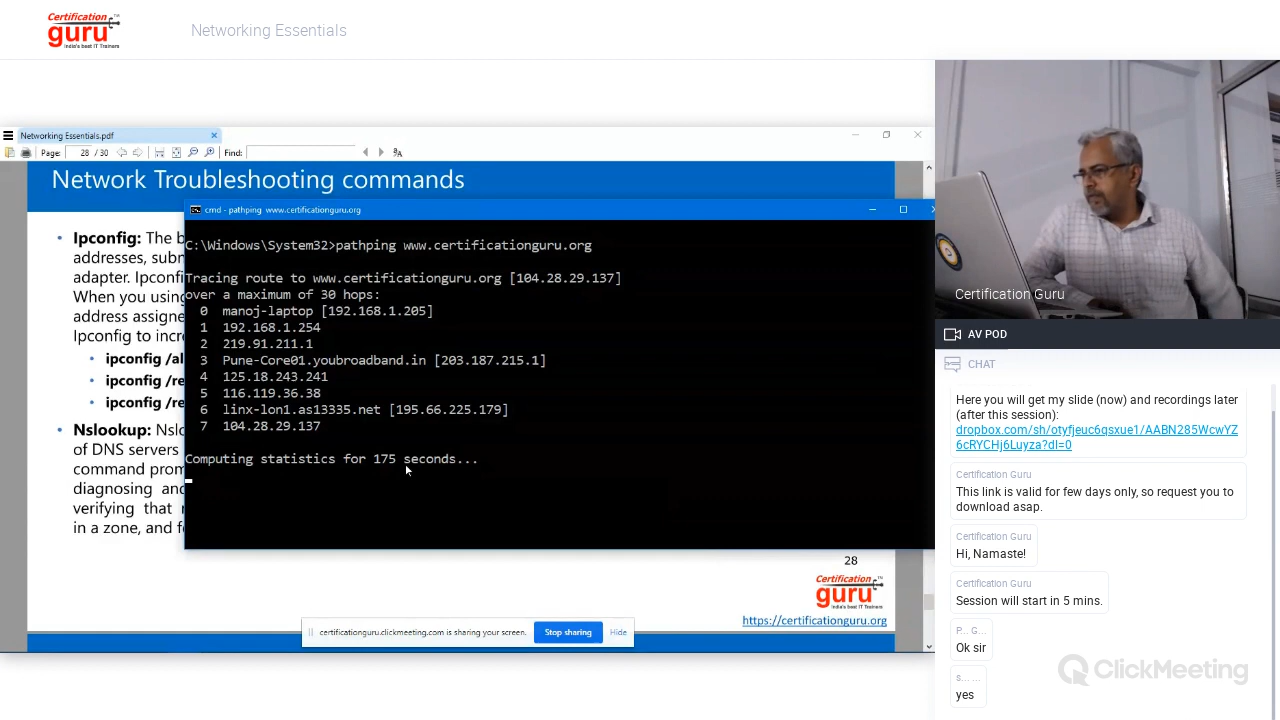 Certification
guru
India's best IT Trainers
Networking Essentials
Networking Essentials.pdf
Page: 28 / 30 Find:
Network Troubleshooting commands
cmd - pathping www.certificationguru.org
• Ipconfig: The b
addresses, subn
adapter. Ipconfi
When you using
address assigne
Ipconfig to incre
• ipconfig /al
• ipconfig /re
• ipconfig /re
• Nslookup: Nslo
of DNS servers
command prom
diagnosing and
verifying that r
in a zone, and fo
C:\Windows\System32>pathping www.certificationguru.org
Tracing route to www.certificationguru.org [104.28.29.137]
over a maximum of 30 hops:
0 manoj-laptop [192.168.1.205]
1 192.168.1.254
2 219.91.211.1
3 Pune-Core01.youbroadband.in [203.187.215.1]
4 125.18.243.241
5 116.119.36.38
6 linx-lon1.as13335.net [195.66.225.179]
7 104.28.29.137
Computing statistics for 175 seconds...
28
Certification
guru
https://certificationguru.org
certificationguru.clickmeeting.com is sharing your screen. Stop sharing Hide
Certification Guru
AV POD
CHAT
Here you will get my slide (now) and recordings later
(after this session):
dropbox.com/sh/otyfjeuc6qsxue1/AABN285WcwYZ
6cRYCHj6Luyza?dl=0
Certification Guru
This link is valid for few days only, so request you to
download asap.
Certification Guru
Hi, Namaste!
Certification Guru
Session will start in 5 mins.
P... G...
Ok sir
s... ...
yes
ClickMeeting